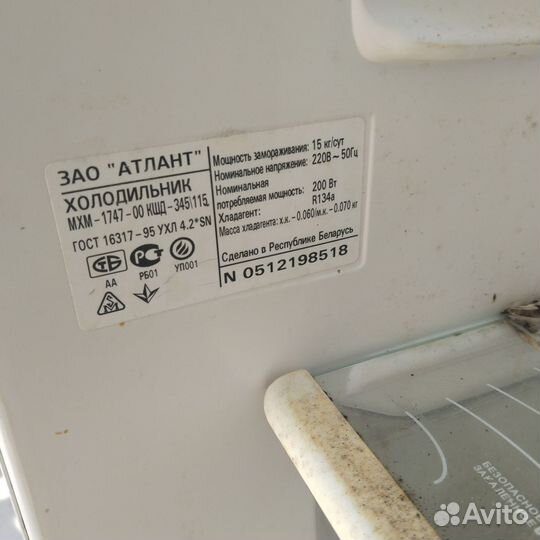 ЗАО "АТЛАНТ"
ХОЛОДИЛЬНИК
МХМ-1747-00 КШД-345\115,
ГОСТ 16317-95 УХЛ 4.2*SN
АА
РБ01
УП001
Мощность замораживания: 15 кг/сут
Номинальное напряжение: 220В~50Гц
Номинальная
потребляемая мощность: 200 Вт
Хладагент: R134a
Масса хладагента: х.к.-0.060\м.к.-0.070 кг
Сделано в Республике Беларусь
N 0512198518
БЕЗОПАСНОЕ
ЗАКАЛЕННОЕ
Avito